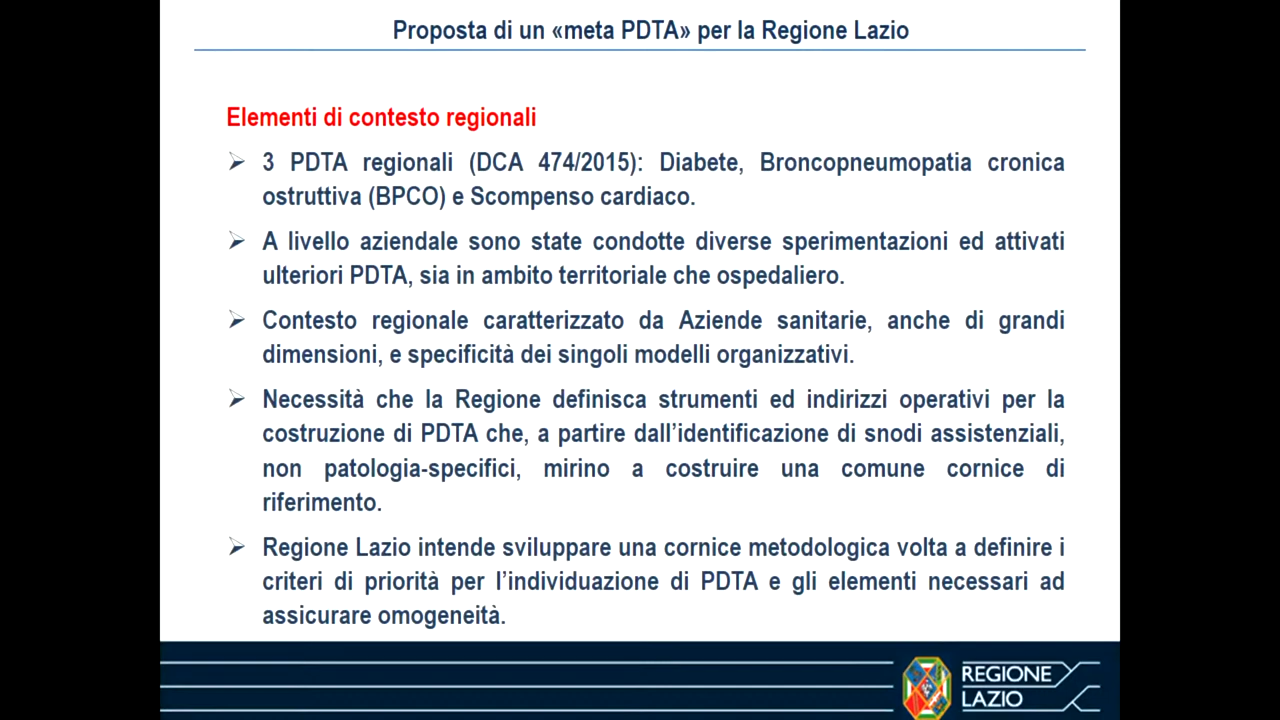 Proposta di un «meta PDTA» per la Regione Lazio
Elementi di contesto regionali
3 PDTA regionali (DCA 474/2015): Diabete, Broncopneumopatia cronica
ostruttiva (BPCO) e Scompenso cardiaco.
A livello aziendale sono state condotte diverse sperimentazioni ed attivati
ulteriori PDTA, sia in ambito territoriale che ospedaliero.
Contesto regionale caratterizzato da Aziende sanitarie, anche di grandi
dimensioni, e specificità dei singoli modelli organizzativi.
Necessità che la Regione definisca strumenti ed indirizzi operativi per la
costruzione di PDTA che, a partire dall’identificazione di snodi assistenziali,
non patologia-specifici, mirino a costruire una comune cornice di
riferimento.
Regione Lazio intende sviluppare una cornice metodologica volta a definire i
criteri di priorità per l’individuazione di PDTA e gli elementi necessari ad
assicurare omogeneità.
REGIONE
LAZIO